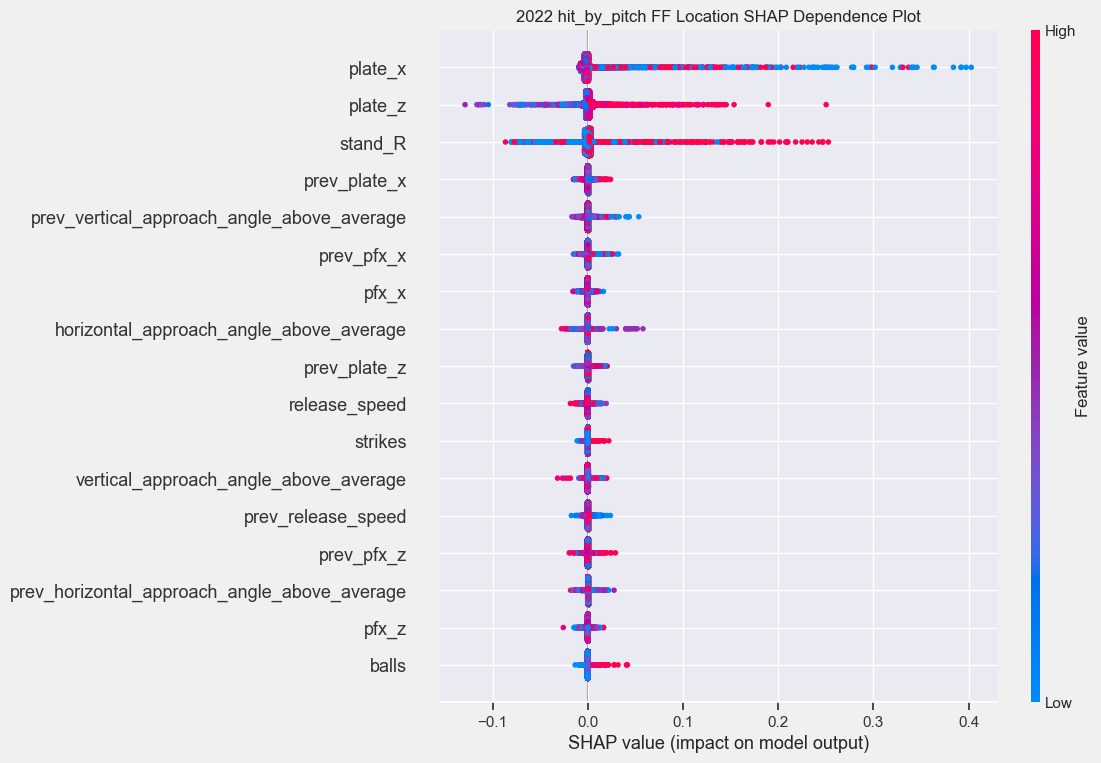 2022 hit_by_pitch FF Location SHAP Dependence Plot
High
plate_x
plate_z
stand_R
prev_plate_x
prev_vertical_approach_angle_above_average
prev_pfx_x
pfx_x
horizontal_approach_angle_above_average
prev_plate_z
release_speed
strikes
vertical_approach_angle_above_average
prev_release_speed
prev_pfx_z
prev_horizontal_approach_angle_above_average
pfx_z
balls
Feature value
Low
−0.1 0.0 0.1 0.2 0.3 0.4
SHAP value (impact on model output)